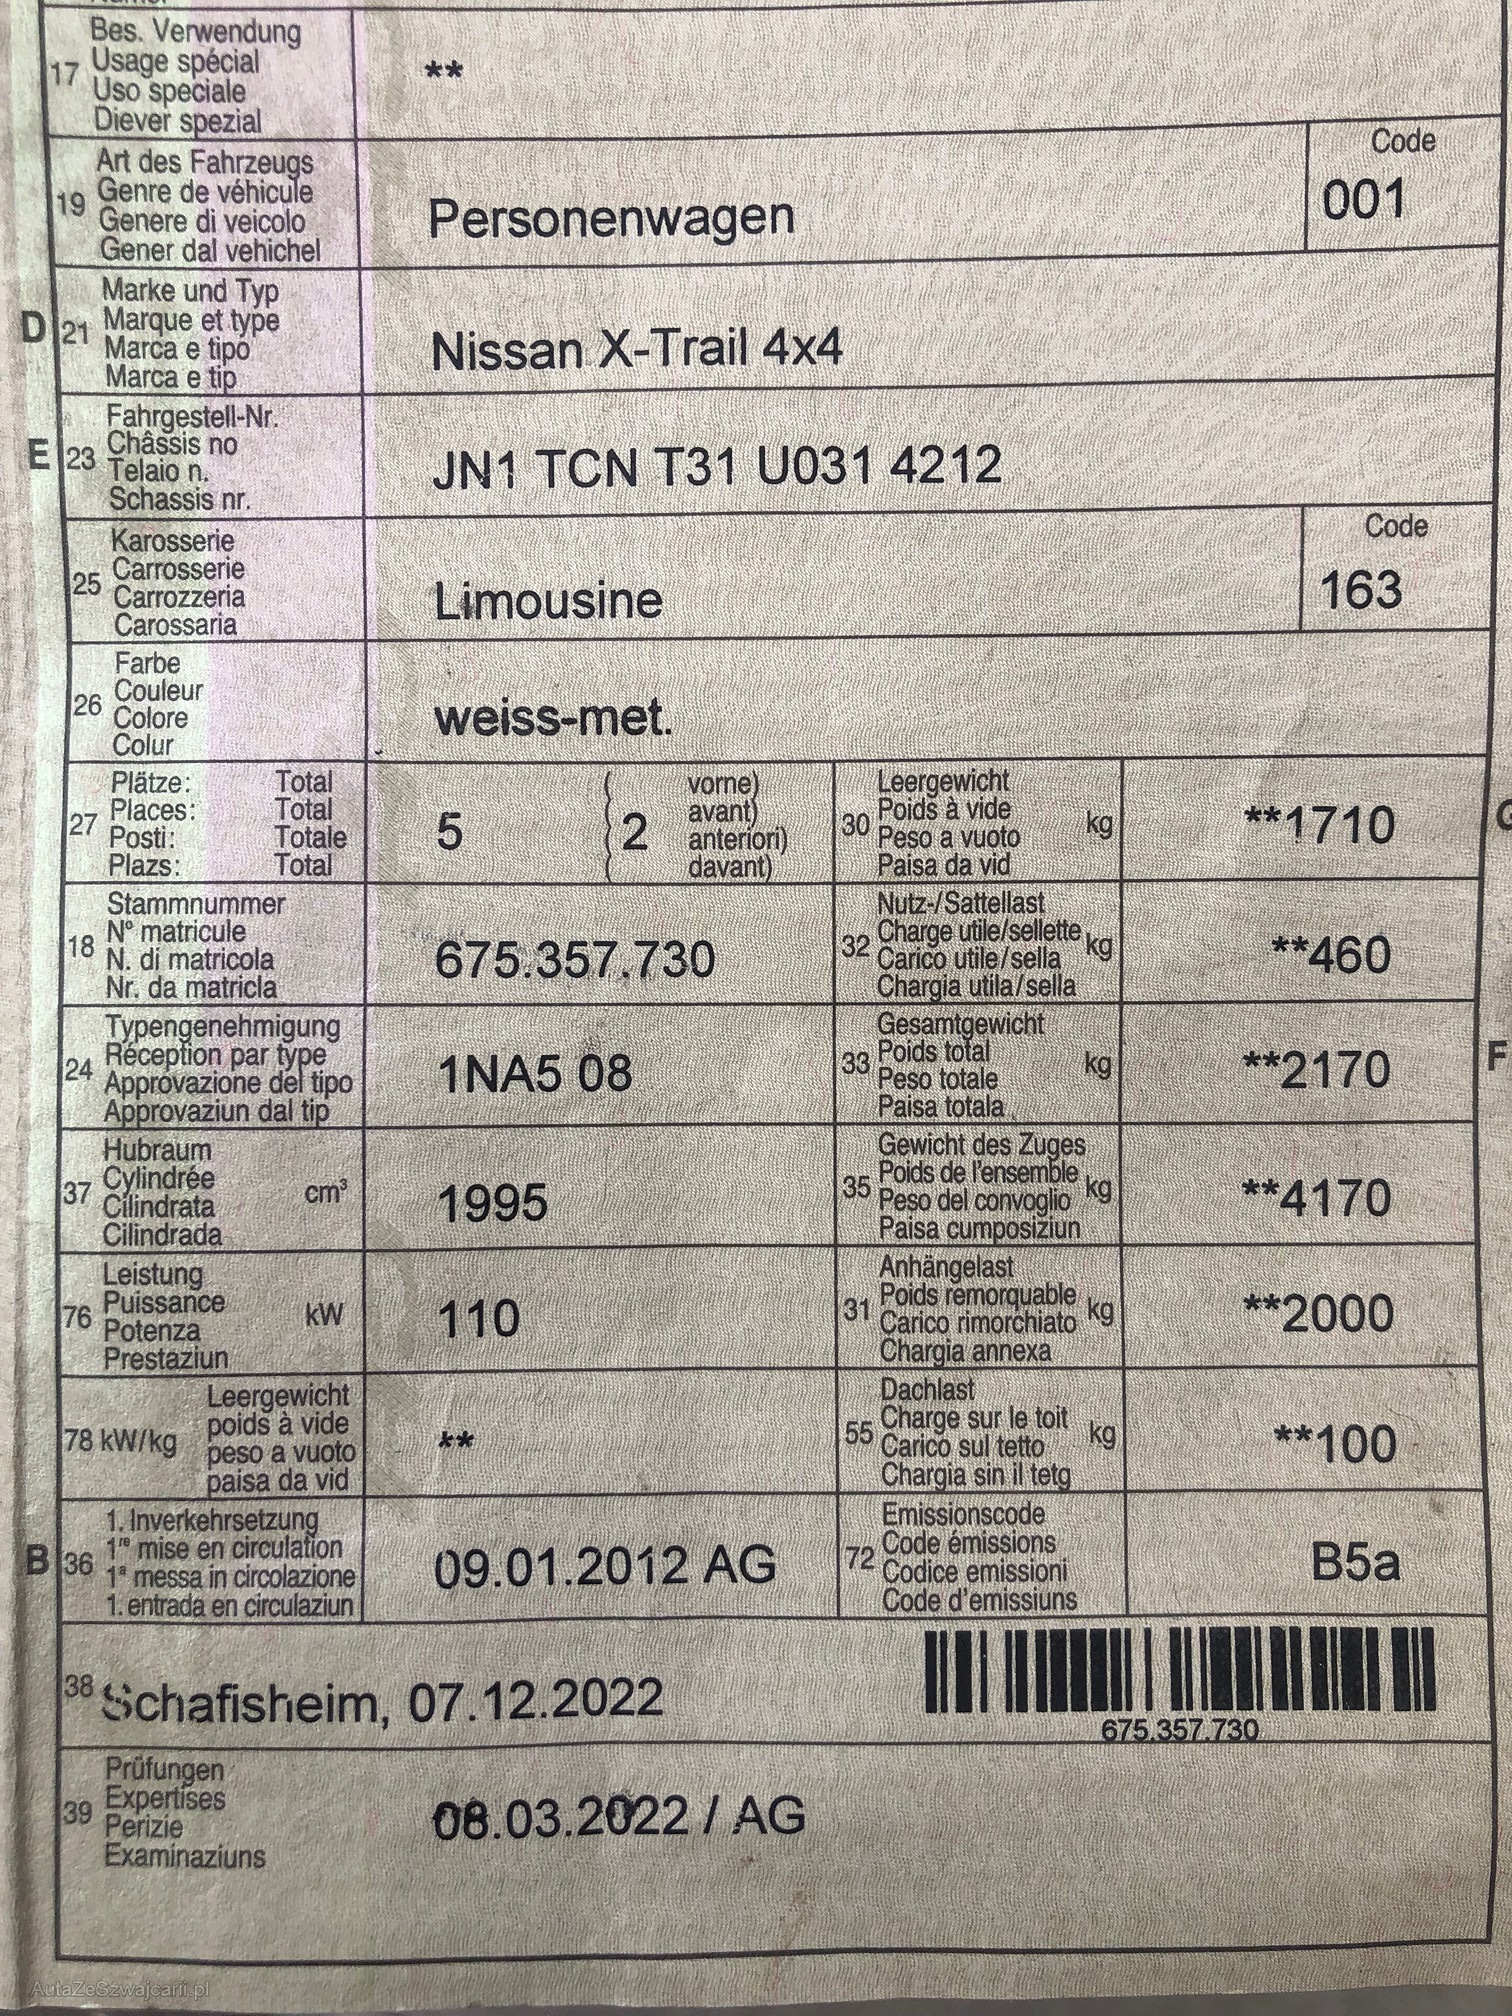 Bes. Verwendung
17 Usage spécial
Uso speciale
Diever spezial
**
Art des Fahrzeugs
19 Genre de véhicule
Genere di veicolo
Gener dal vehichel
Personenwagen
Code
001
Marke und Typ
D 21 Marque et type
Marca e tipo
Marca e tip
Nissan X-Trail 4x4
Fahrgestell-Nr.
E 23 Châssis no
Telaio n.
Schassis nr.
JN1 TCN T31 U031 4212
Karosserie
25 Carrosserie
Carrozzeria
Carossaria
Limousine
Code
163
Farbe
26 Couleur
Colore
Colur
weiss-met.
Plätze: Total
27 Places: Total
Posti: Totale
Plazs: Total
5 ( 2
vorne)
avant)
anteriori)
davant)
Leergewicht
30 Poids à vide kg
Peso a vuoto
Paisa da vid
**1710
G
Stammnummer
18 N° matricule
N. di matricola
Nr. da matricla
675.357.730
Nutz-/Sattellast
32 Charge utile/sellette kg
Carico utile/sella
Chargia utila/sella
**460
Typengenehmigung
24 Réception par type
Approvazione del tipo
Approvaziun dal tip
1NA5 08
Gesamtgewicht
33 Poids total kg
Peso totale
Paisa totala
**2170
F
Hubraum
37 Cylindrée cm³
Cilindrata
Cilindrada
1995
Gewicht des Zuges
35 Poids de l'ensemble kg
Peso del convoglio
Paisa cumposiziun
**4170
Leistung
76 Puissance kW
Potenza
Prestaziun
110
Anhängelast
31 Poids remorquable kg
Carico rimorchiato
Chargia annexa
**2000
Leergewicht
78 kW/kg poids à vide
peso a vuoto
paisa da vid
**
Dachlast
55 Charge sur le toit kg
Carico sul tetto
Chargia sin il tetg
**100
1. Inverkehrsetzung
B 36 1re mise en circulation
1a messa in circolazione
1. entrada en circulaziun
09.01.2012 AG
Emissionscode
72 Code émissions
Codice emissioni
Code d'emissiuns
B5a
38 Schafisheim, 07.12.2022
675.357.730
Prüfungen
39 Expertises
Perizie
Examinaziuns
08.03.2022 / AG
AutaZeSzwajcarii.pl